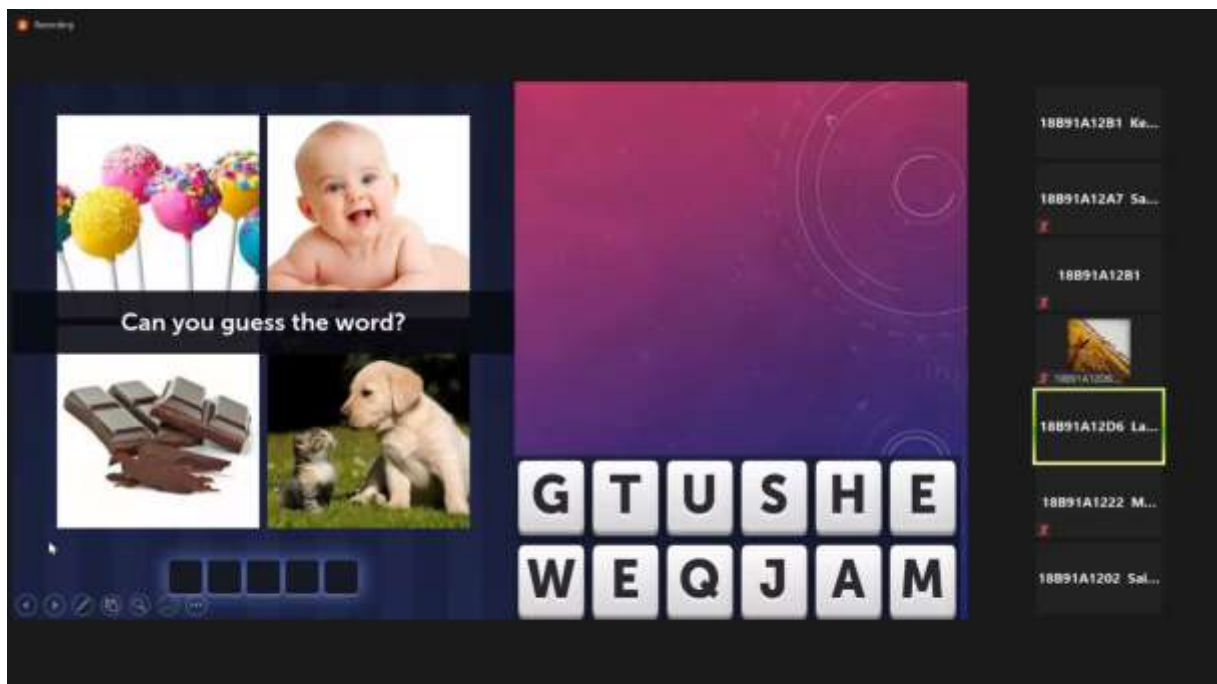 Recording
Can you guess the word?
G T U S H E
W E Q J A M
18B91A12B1 Ke...
18B91A12A7 Sa...
18B91A12B1
18B91A12D6 La...
18B91A1222 M...
18B91A1202 Sai...